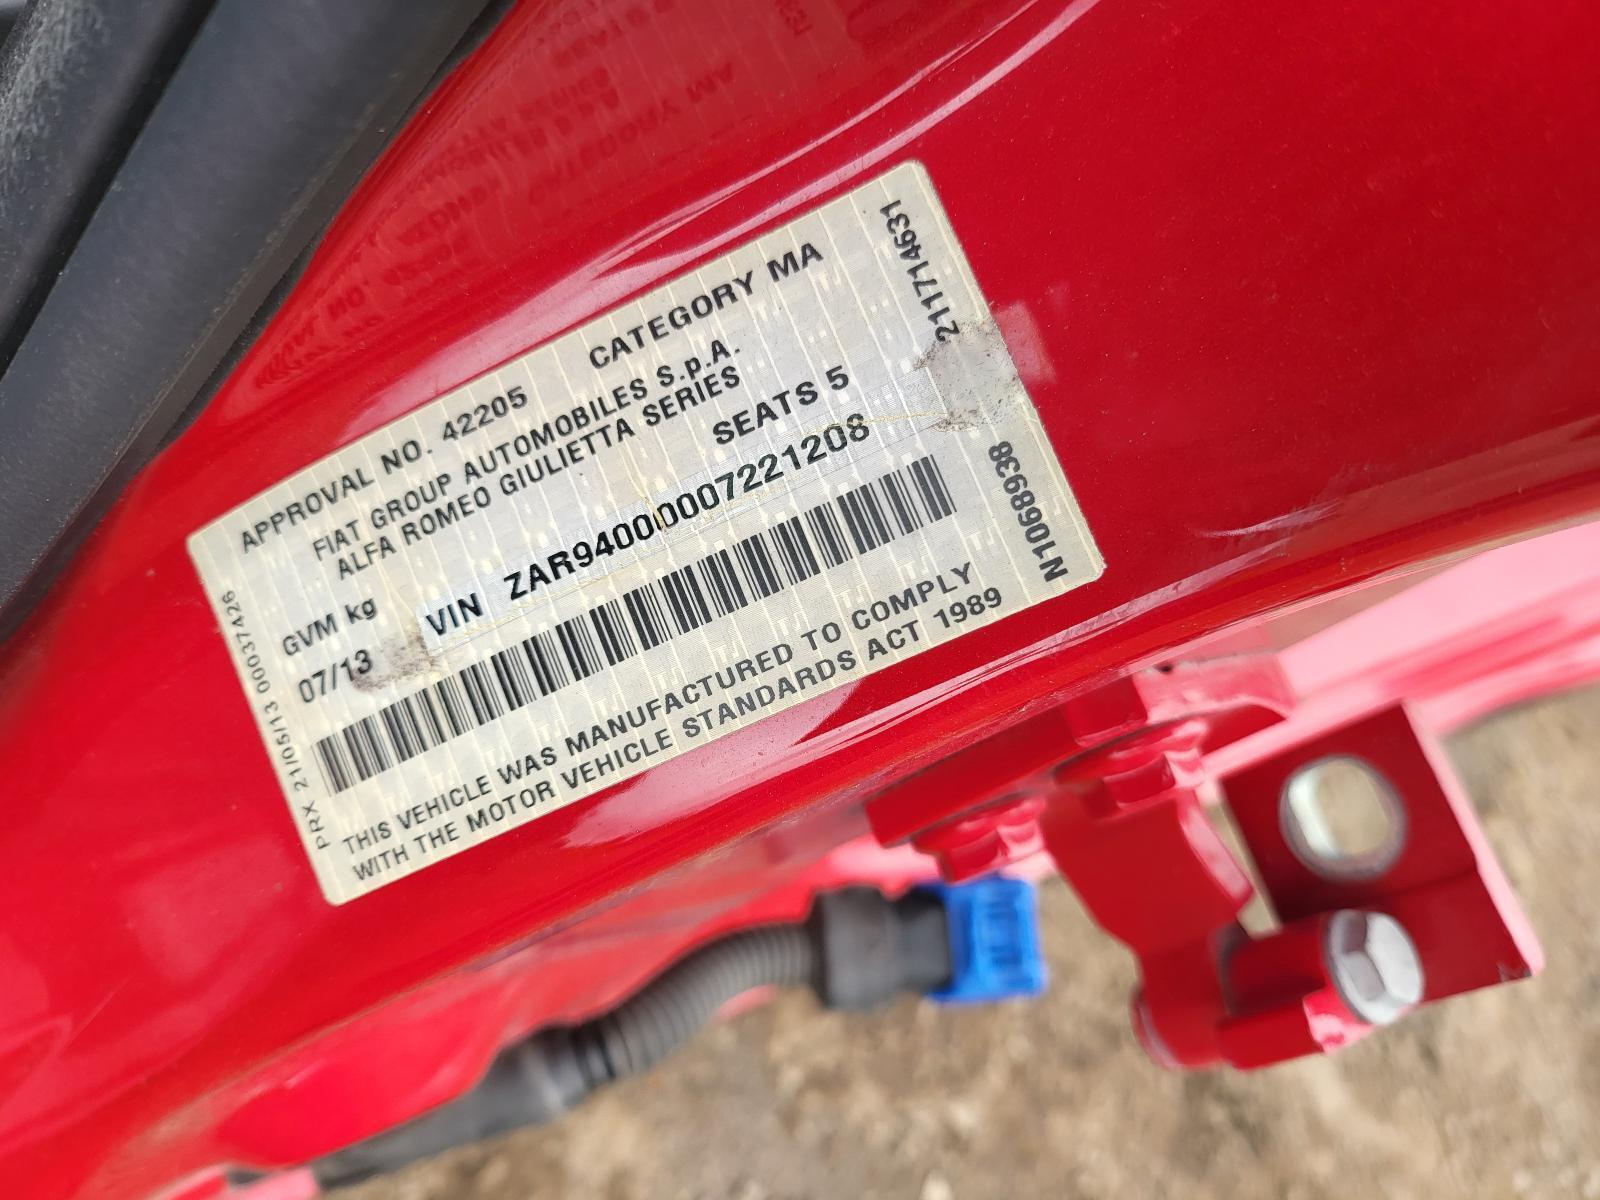 APPROVAL NO. 42205 CATEGORY MA
FIAT GROUP AUTOMOBILES S.p.A.
ALFA ROMEO GIULIETTA SERIES
GVM kg SEATS 5
07/13 VIN ZAR94000007221208
THIS VEHICLE WAS MANUFACTURED TO COMPLY
WITH THE MOTOR VEHICLE STANDARDS ACT 1989
PRX 21/05/13 00037426
211714631
N1068938